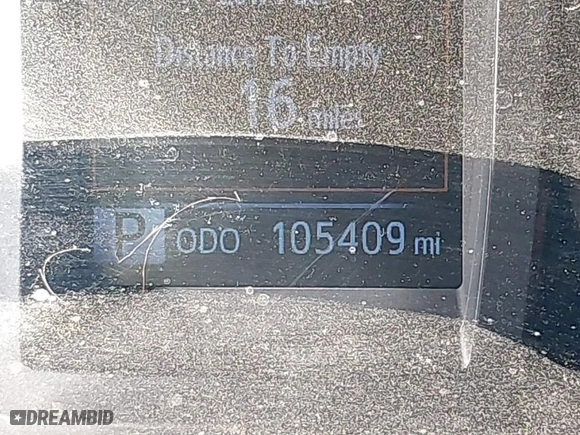 Distance To Empty
16 miles
P ODO 105409 mi
DREAMBID